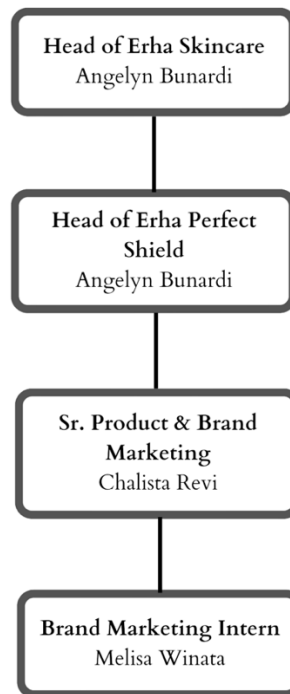 Head of Erha Skincare
Angelyn Bunardi
Head of Erha Perfect
Shield
Angelyn Bunardi
Sr. Product & Brand
Marketing
Chalista Revi
Brand Marketing Intern
Melisa Winata